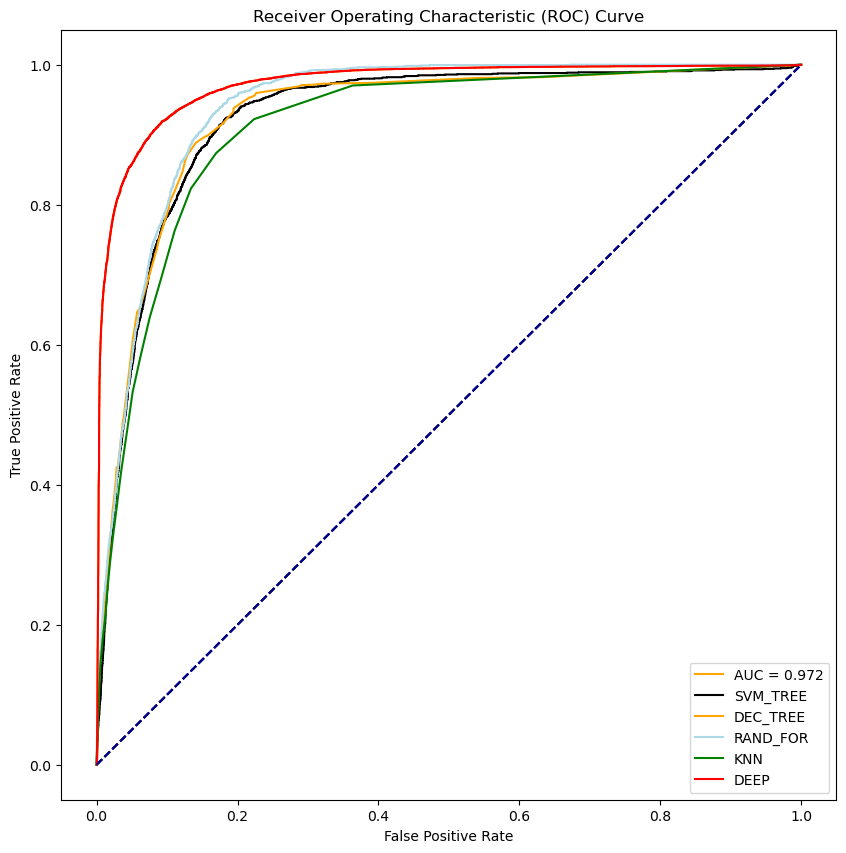 Receiver Operating Characteristic (ROC) Curve
True Positive Rate
1.0
0.8
0.6
0.4
0.2
0.0
AUC = 0.972
SVM_TREE
DEC_TREE
RAND_FOR
KNN
DEEP
0.0 0.2 0.4 0.6 0.8 1.0
False Positive Rate